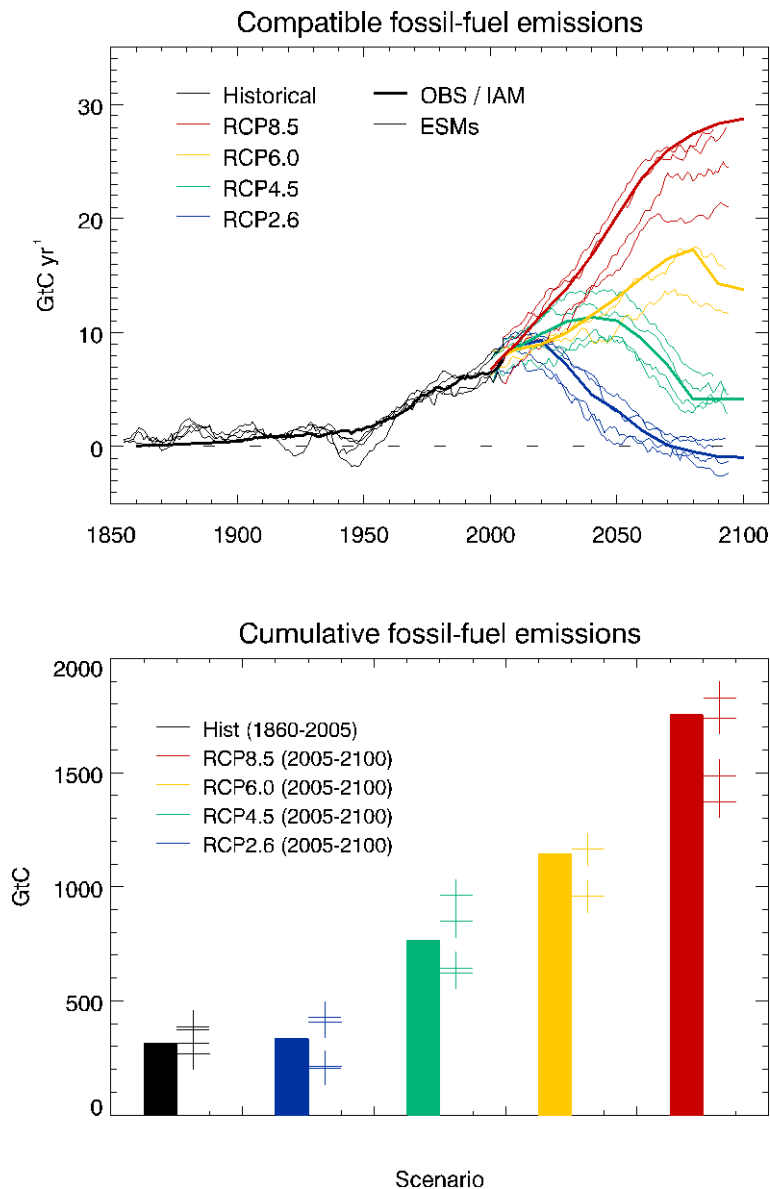 Compatible fossil-fuel emissions
30
20
10
0
GtC yr¹
Historical
RCP8.5
RCP6.0
RCP4.5
RCP2.6
OBS / IAM
ESMs
1850 1900 1950 2000 2050 2100
Cumulative fossil-fuel emissions
2000
1500
1000
500
0
GtC
Hist (1860-2005)
RCP8.5 (2005-2100)
RCP6.0 (2005-2100)
RCP4.5 (2005-2100)
RCP2.6 (2005-2100)
Scenario